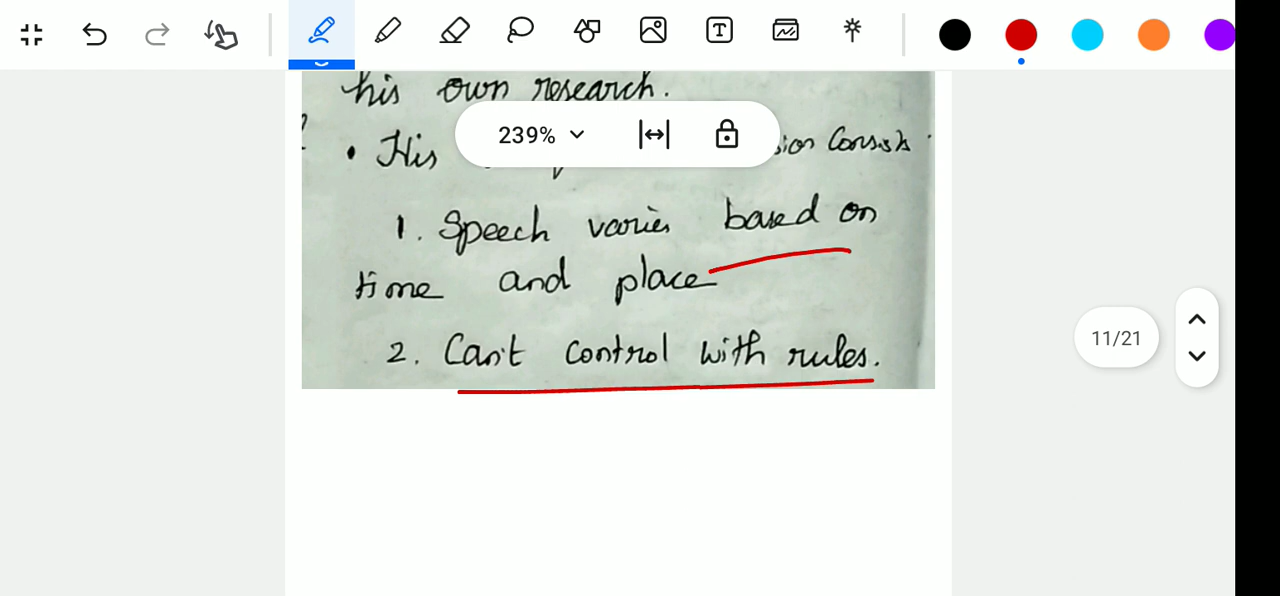 his own research.
239%
• His
Consists
1. Speech varies based on
time and place
11/21
2. Can't control with rules.